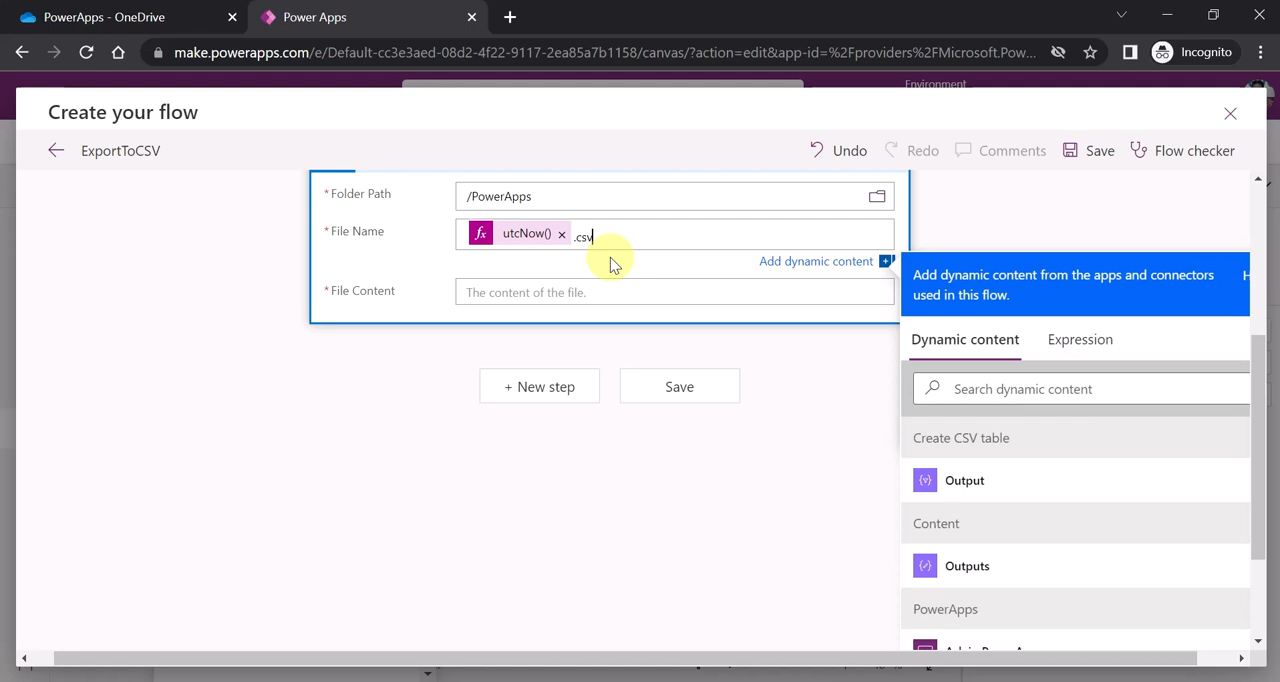 PowerApps - OneDrive
Power Apps
make.powerapps.com/e/Default-cc3e3aed-08d2-4f22-9117-2ea85a7b1158/canvas/?action=edit&app-id=%2Fproviders%2FMicrosoft.Pow...
Incognito
Environment
Create your flow
ExportToCSV
Undo
Redo
Comments
Save
Flow checker
*Folder Path
/PowerApps
*File Name
fx utcNow() × .csv
Add dynamic content
*File Content
The content of the file.
Add dynamic content from the apps and connectors
used in this flow.
Dynamic content
Expression
Search dynamic content
Create CSV table
Output
Content
Outputs
PowerApps
+ New step
Save